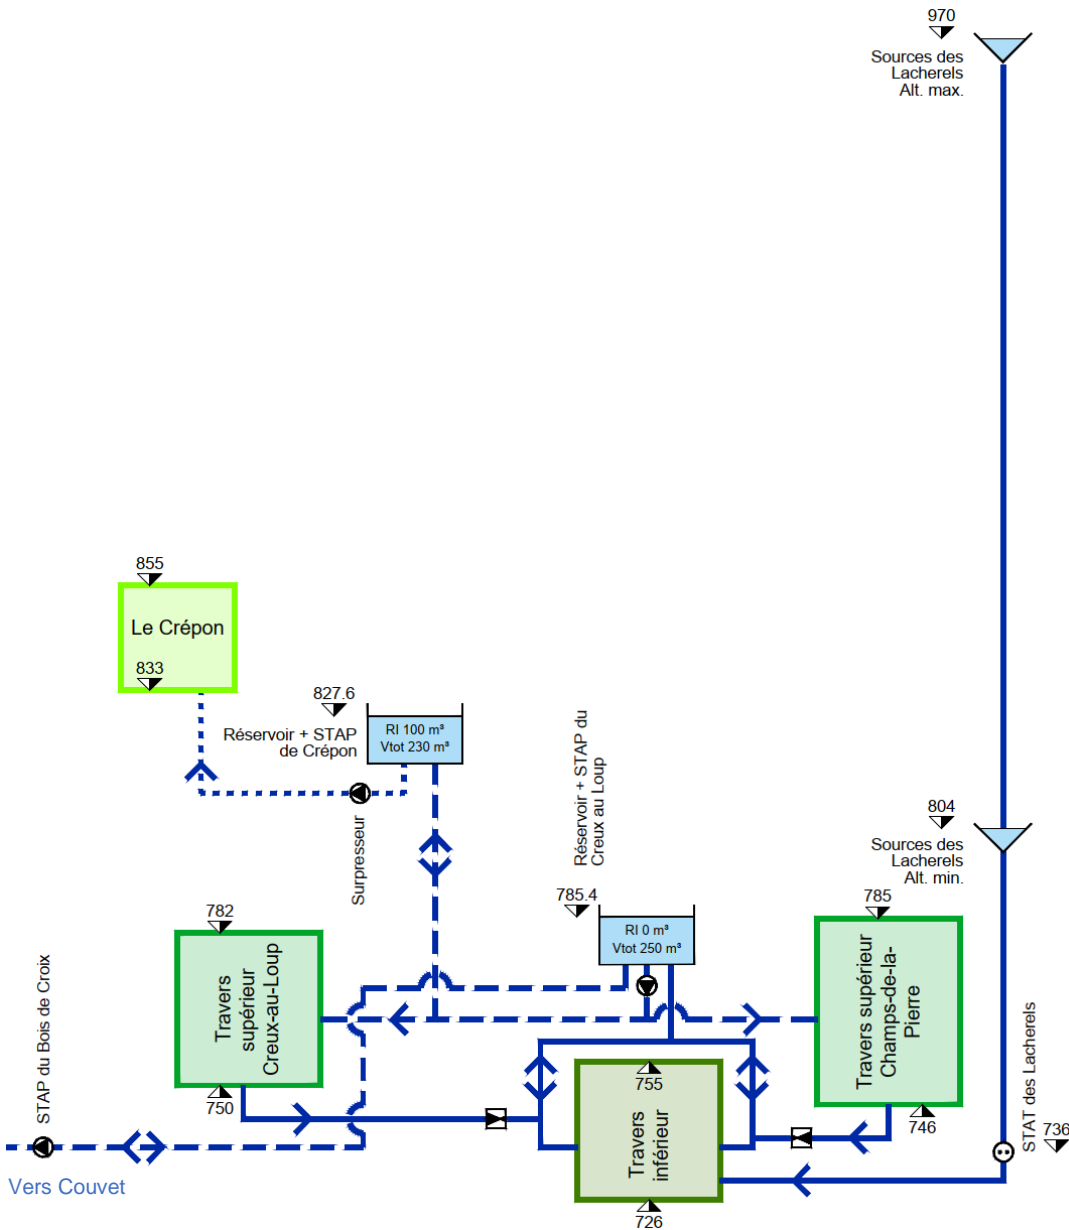 970
Sources des
Lacherels
Alt. max.
855
Le Crépon
833
827.6
Réservoir + STAP
de Crépon
RI 100 m³
Vtot 230 m³
Surpresseur
Réservoir + STAP du
Creux au Loup
785.4
RI 0 m³
Vtot 250 m³
804
Sources des
Lacherels
Alt. min.
782
Travers
supérieur
Creux-au-Loup
750
785
Travers supérieur
Champs-de-la-
Pierre
746
755
Travers
inférieur
726
STAP du Bois de Croix
Vers Couvet
STAT des Lacherels
736